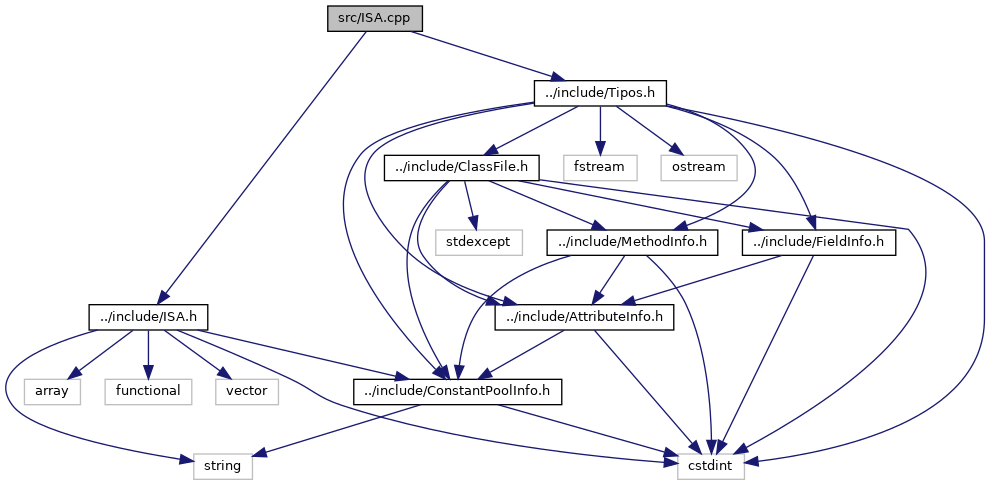 src/ISA.cpp
../include/Tipos.h
../include/ClassFile.h
fstream
ostream
stdexcept
../include/MethodInfo.h
../include/FieldInfo.h
../include/ISA.h
../include/AttributeInfo.h
array
functional
vector
../include/ConstantPoolInfo.h
string
cstdint